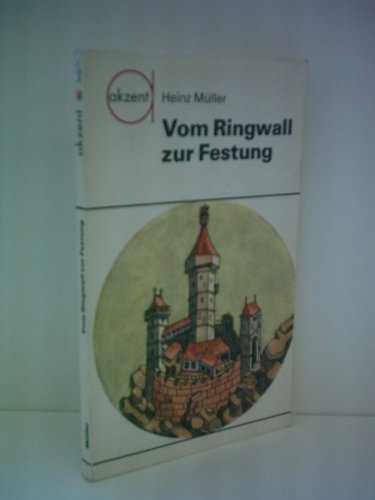 akzent
Heinz Müller
Vom Ringwall
zur Festung
akzent
Vom Ringwall zur Festung